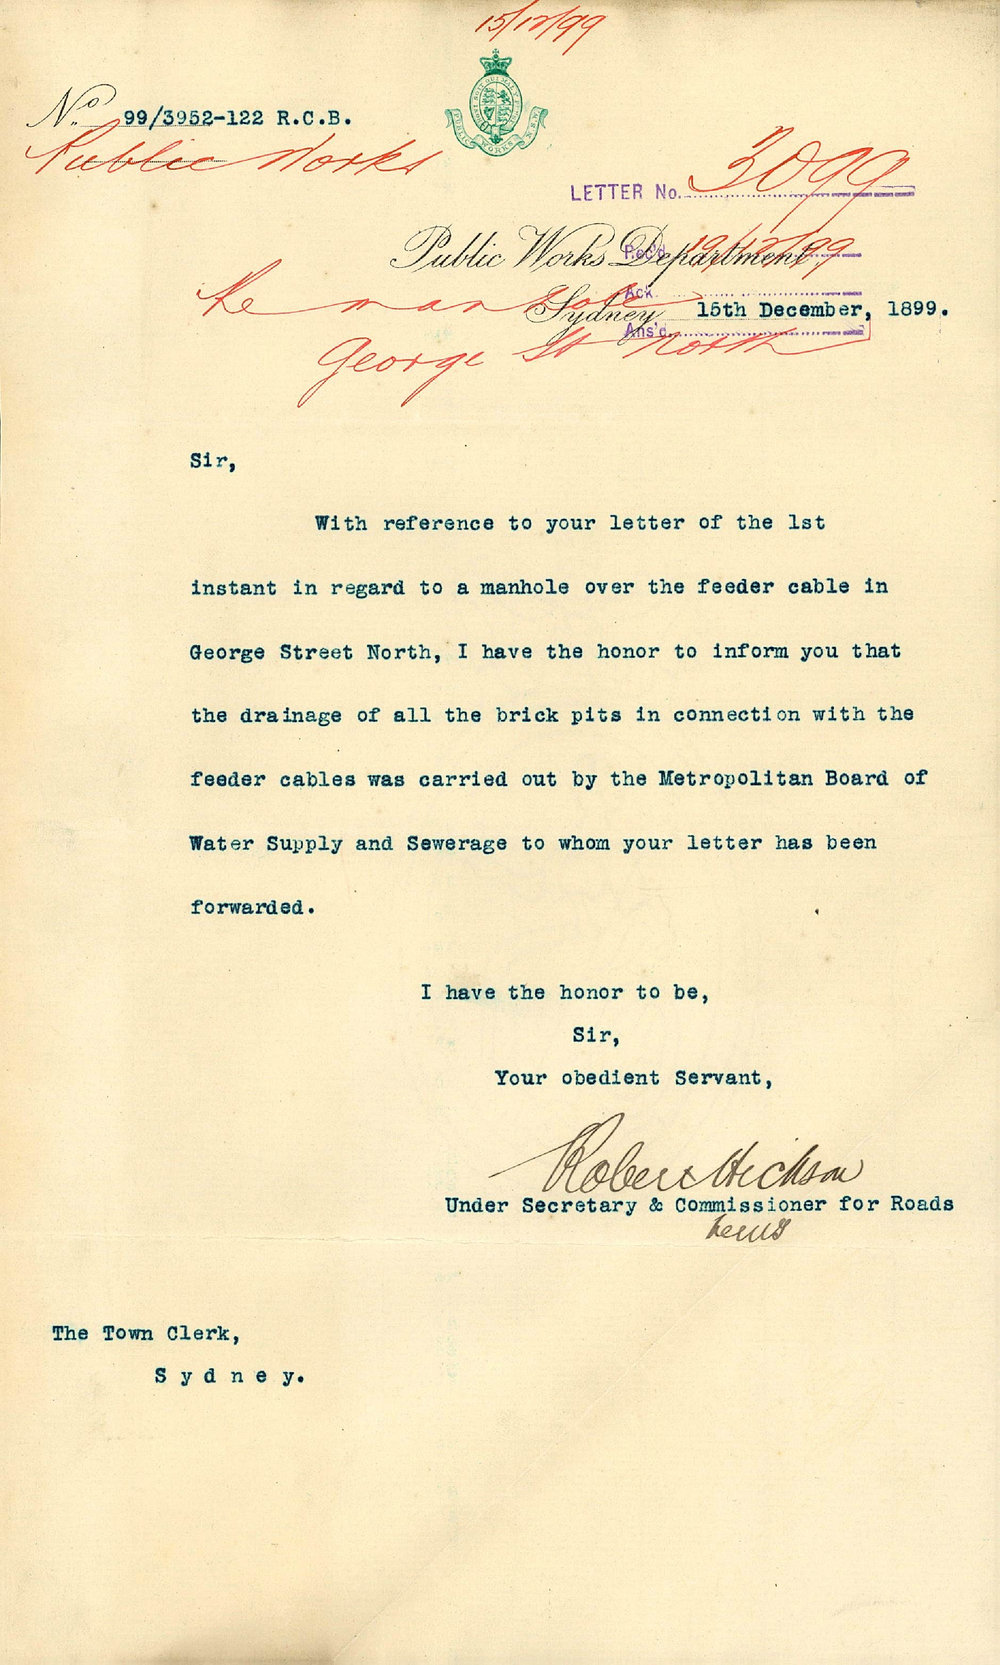 15/12/99
No. 99/3952-122 R.C.B.
Public Works
PUBLIC WORKS N.S.W.
LETTER No. 3099
Public Works Department
Rec'd 19/12/99
Re manhole
Ack.
Sydney 15th December, 1899.
Ans'd
George St North
Sir,
With reference to your letter of the 1st
instant in regard to a manhole over the feeder cable in
George Street North, I have the honor to inform you that
the drainage of all the brick pits in connection with the
feeder cables was carried out by the Metropolitan Board of
Water Supply and Sewerage to whom your letter has been
forwarded.
I have the honor to be,
Sir,
Your obedient Servant,
Robert Hickson
Under Secretary & Commissioner for Roads
The Town Clerk,
Sydney.